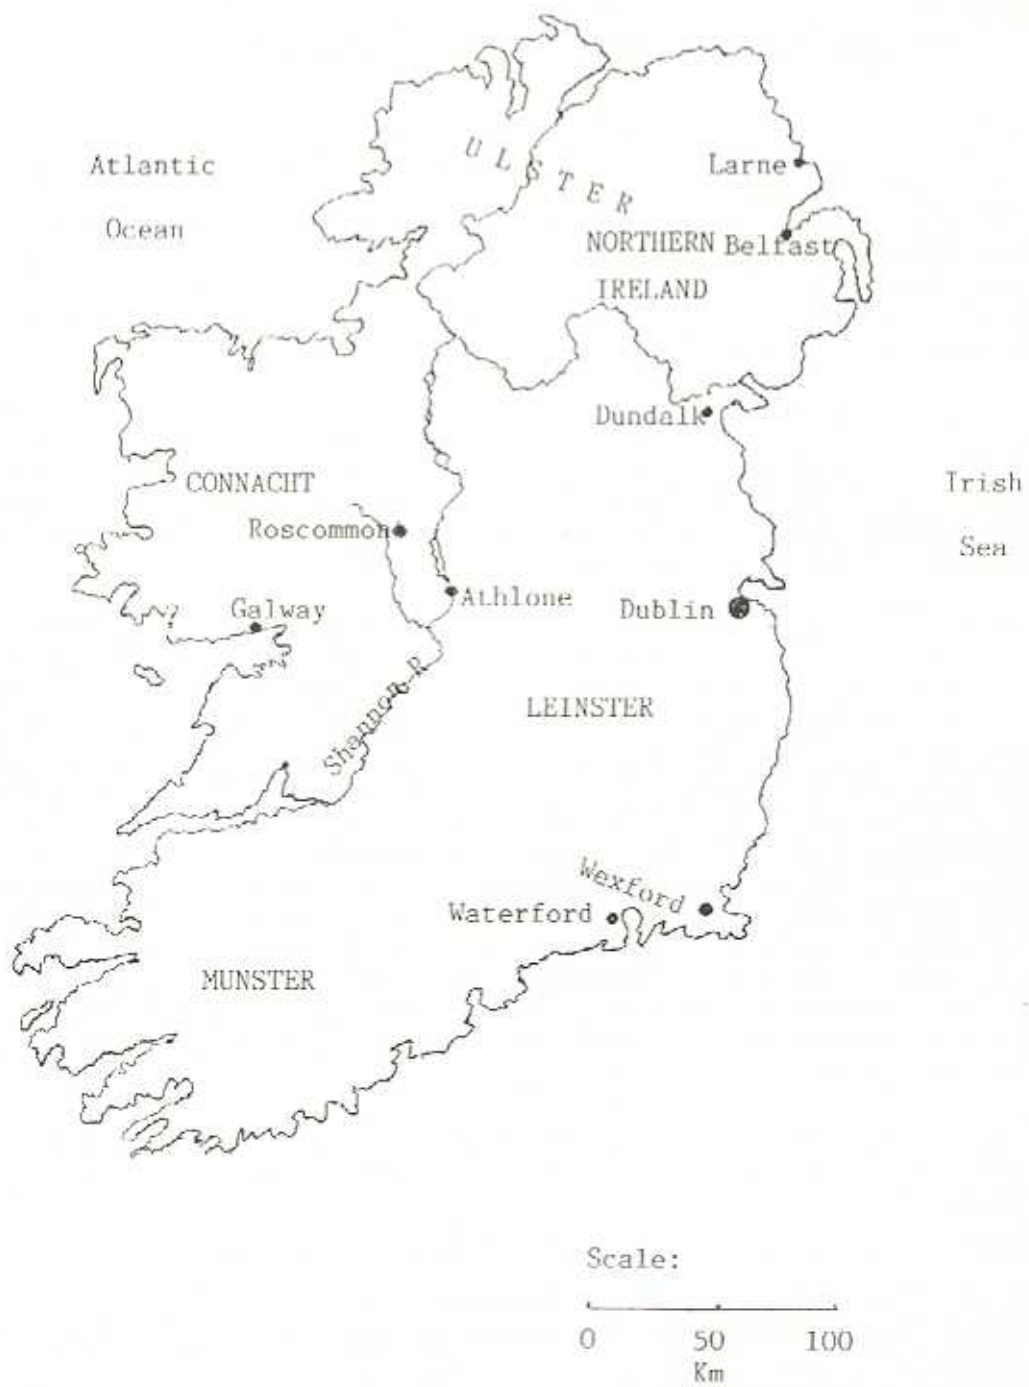 Atlantic
Ocean
ULSTER
Larne
NORTHERN
IRELAND
Belfast
Dundalk
CONNACHT
Roscommon
Irish
Sea
Galway
Athlone
Dublin
Shannon R
LEINSTER
Wexford
Waterford
MUNSTER
Scale:
0 50 100
Km